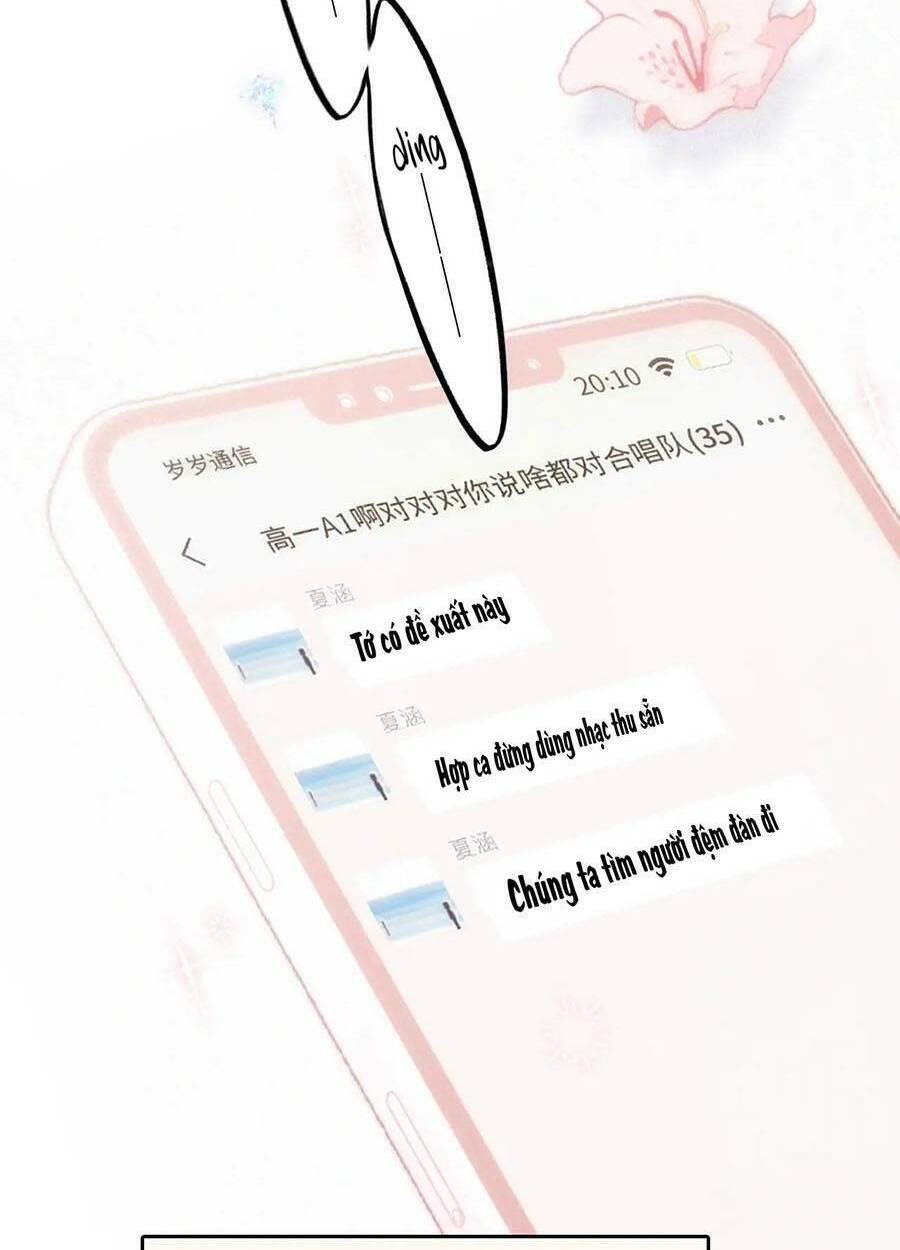 ding
20:10
岁岁通信
高一A1啊对对对你说啥都对合唱队(35) ...
夏涵
Tớ có đề xuất này
夏涵
Hợp ca đừng dùng nhạc thu sẵn
夏涵
Chúng ta tìm người đệm đàn đi